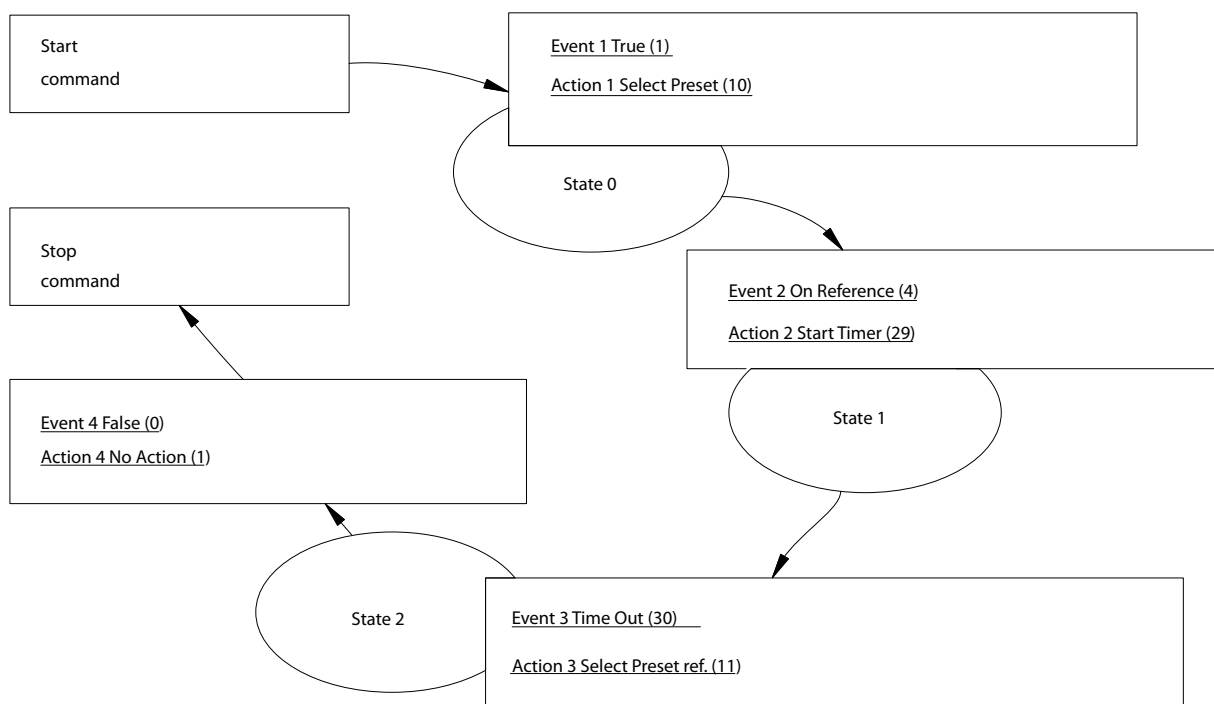 Start
command
Event 1 True (1)
Action 1 Select Preset (10)
State 0
Stop
command
Event 2 On Reference (4)
Action 2 Start Timer (29)
State 1
Event 4 False (0)
Action 4 No Action (1)
State 2
Event 3 Time Out (30)
Action 3 Select Preset ref. (11)